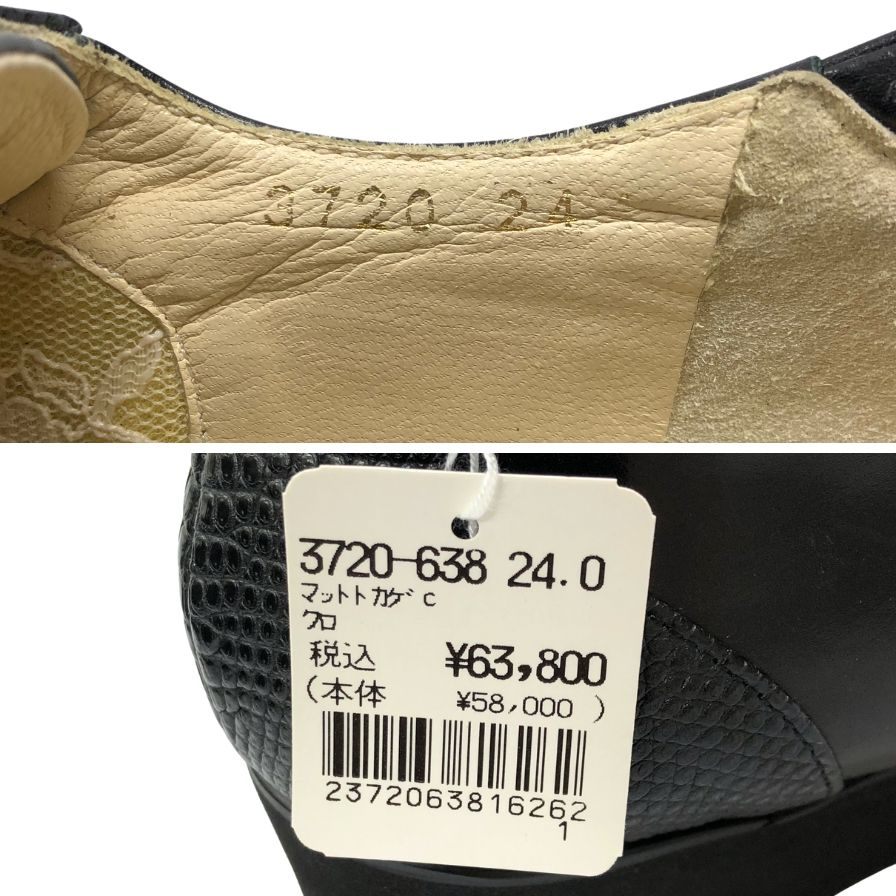 3720 24
3720-638 24.0
マットトカゲ C
クロ
税込 ¥63,800
(本体 ¥58,000 )
2372063816262
1